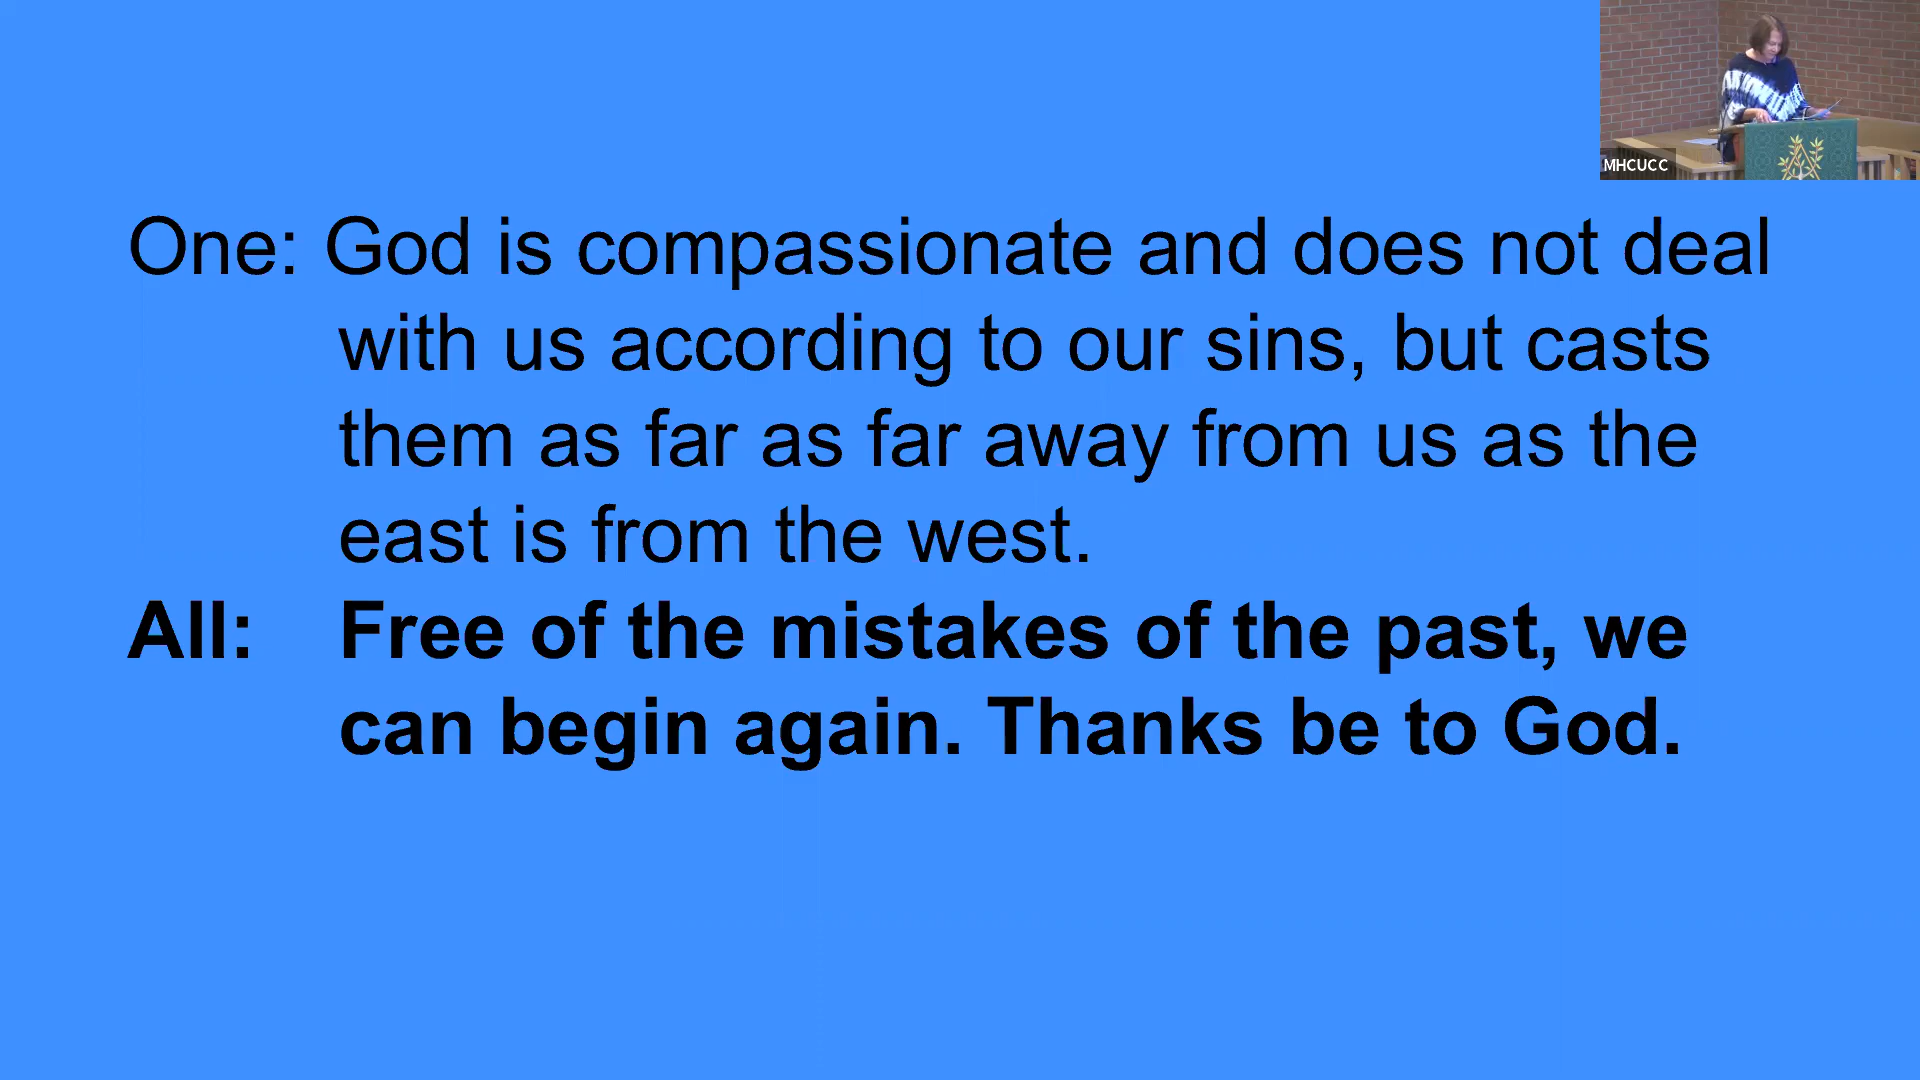 MHCUCC
One: God is compassionate and does not deal
with us according to our sins, but casts
them as far as far away from us as the
east is from the west.
All: Free of the mistakes of the past, we
can begin again. Thanks be to God.